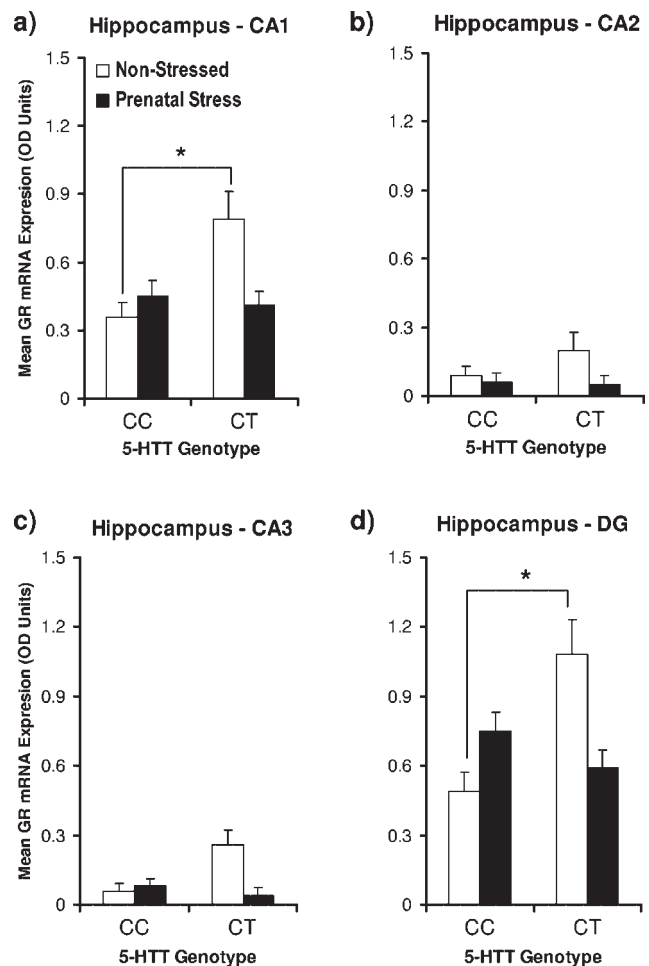 a) Hippocampus - CA1
Mean GR mRNA Expresion (OD Units)
1.5
1.2
0.9
0.6
0.3
0
Non-Stressed
Prenatal Stress
*
CC CT
5-HTT Genotype
b) Hippocampus - CA2
1.5
1.2
0.9
0.6
0.3
0
CC CT
5-HTT Genotype
c) Hippocampus - CA3
Mean GR mRNA Expresion (OD Units)
1.5
1.2
0.9
0.6
0.3
0
CC CT
5-HTT Genotype
d) Hippocampus - DG
1.5
1.2
0.9
0.6
0.3
0
*
CC CT
5-HTT Genotype